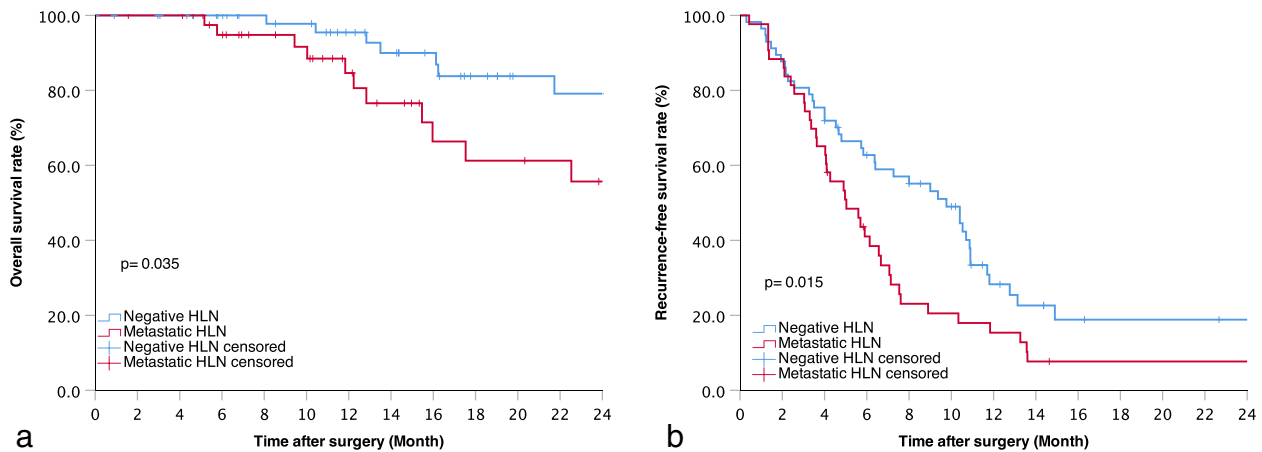 100.0
80.0
60.0
40.0
20.0
0.0
Overall survival rate (%)
p= 0.035
Negative HLN
Metastatic HLN
Negative HLN censored
Metastatic HLN censored
0 2 4 6 8 10 12 14 16 18 20 22 24
Time after surgery (Month)
a
100.0
80.0
60.0
40.0
20.0
0.0
Recurrence-free survival rate (%)
p= 0.015
Negative HLN
Metastatic HLN
Negative HLN censored
Metastatic HLN censored
0 2 4 6 8 10 12 14 16 18 20 22 24
Time after surgery (Month)
b